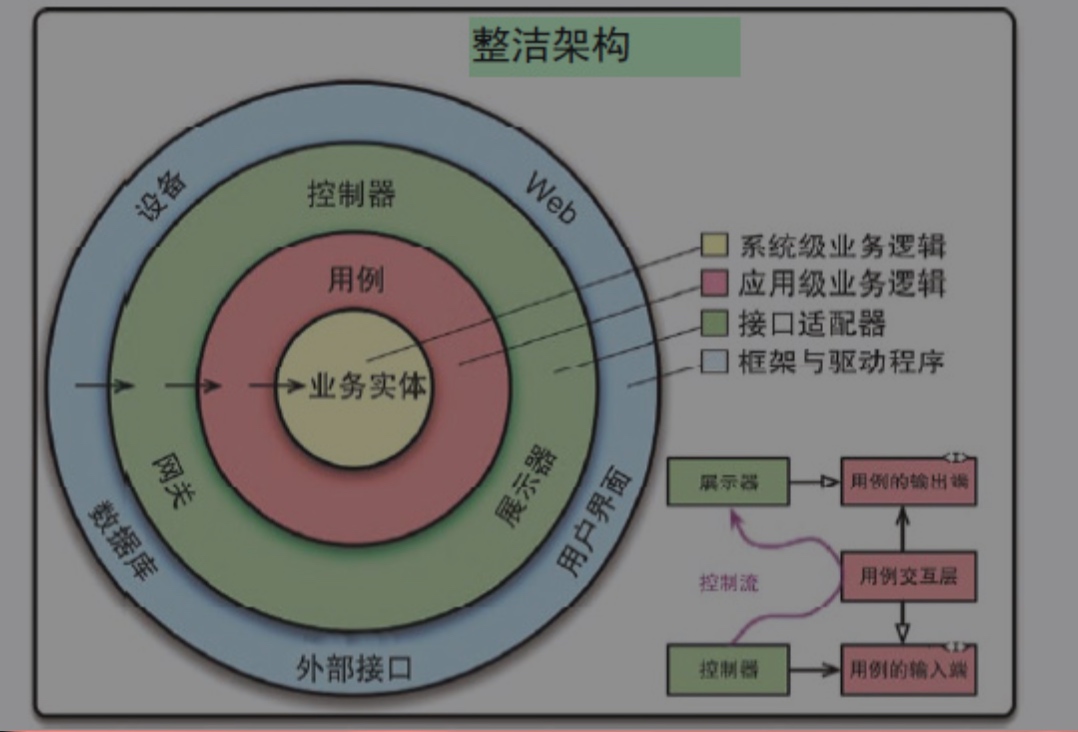 整洁架构
设备
控制器
Web
用例
业务实体
网关
展示器
数据库
用户界面
外部接口
系统级业务逻辑
应用级业务逻辑
接口适配器
框架与驱动程序
展示器
<I>
用例的输出端
控制流
用例交互层
控制器
<I>
用例的输入端